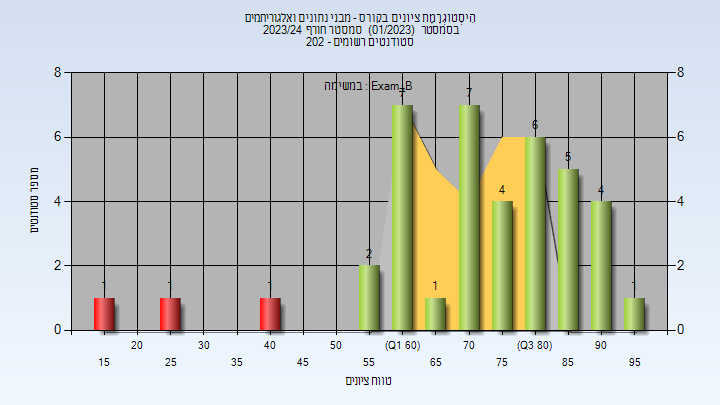 היסטוגרמת ציונים בקורס - מבני נתונים ואלגוריתמים
בסמסטר (01/2023) סמסטר חורף 2023/24
סטודנטים רשומים - 202
במשימה : Exam_B
8 8
7 7
6 6 6
5
4 4 4 4
2 2 2
1 1 1 1 1
0 0
מספר סטודנטים
20 30 40 50 (Q1 60) 70 (Q3 80) 90
15 25 35 45 55 65 75 85 95
טווח ציונים